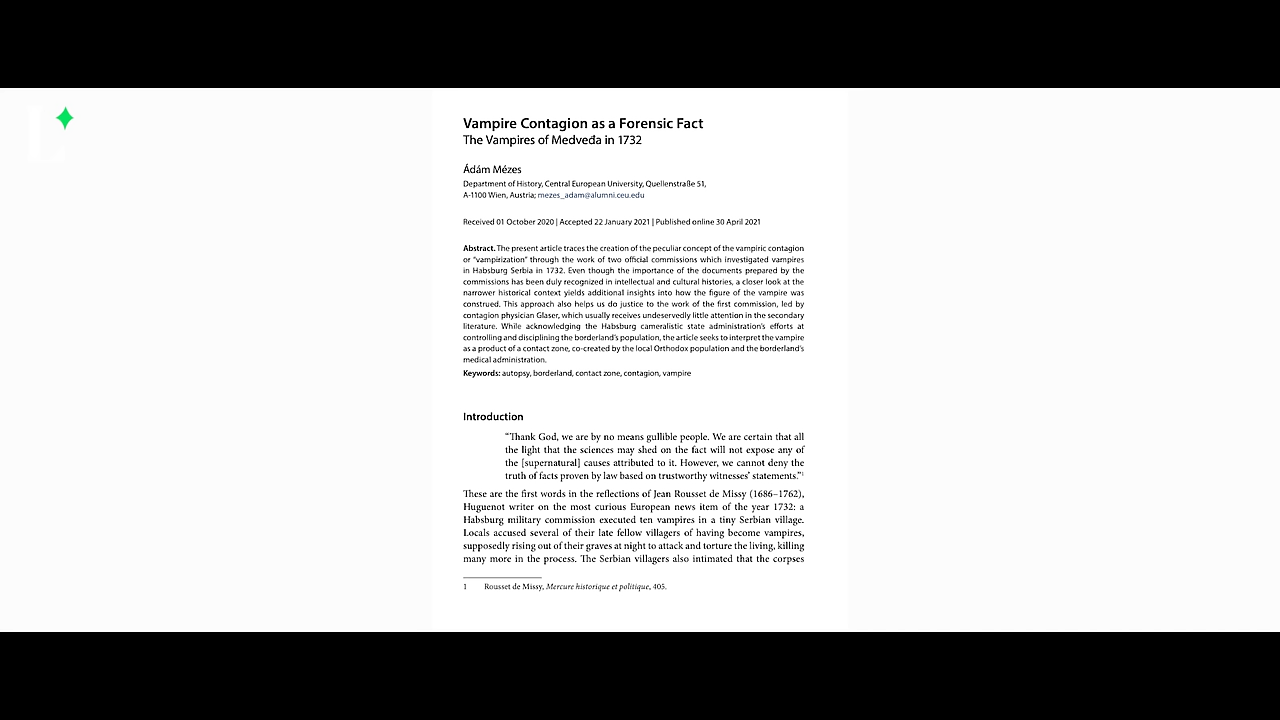 Vampire Contagion as a Forensic Fact
The Vampires of Medveđa in 1732
Ádám Mézes
Department of History, Central European University, Quellenstraße 51,
A-1100 Wien, Austria; mezes_adam@alumni.ceu.edu
Received 01 October 2020 | Accepted 22 January 2021 | Published online 30 April 2021
Abstract. The present article traces the creation of the peculiar concept of the vampiric contagion
or “vampirization” through the work of two official commissions which investigated vampires
in Habsburg Serbia in 1732. Even though the importance of the documents prepared by the
commissions has been duly recognized in intellectual and cultural histories, a closer look at the
narrower historical context yields additional insights into how the figure of the vampire was
construed. This approach also helps us do justice to the work of the first commission, led by
contagion physician Glaser, which usually receives undeservedly little attention in the secondary
literature. While acknowledging the Habsburg cameralistic state administration’s efforts at
controlling and disciplining the borderland’s population, the article seeks to interpret the vampire
as a product of a contact zone, co-created by the local Orthodox population and the borderland’s
medical administration.
Keywords: autopsy, borderland, contact zone, contagion, vampire
Introduction
“Thank God, we are by no means gullible people. We are certain that all
the light that the sciences may shed on the fact will not expose any of
the [supernatural] causes attributed to it. However, we cannot deny the
truth of facts proven by law based on trustworthy witnesses’ statements.”1
These are the first words in the reflections of Jean Rousset de Missy (1686–1762),
Huguenot writer on the most curious European news item of the year 1732: a
Habsburg military commission executed ten vampires in a tiny Serbian village.
Locals accused several of their late fellow villagers of having become vampires,
supposedly rising out of their graves at night to attack and torture the living, killing
many more in the process. The Serbian villagers also intimated that the corpses
1 Rousset de Missy, Mercure historique et politique, 405.